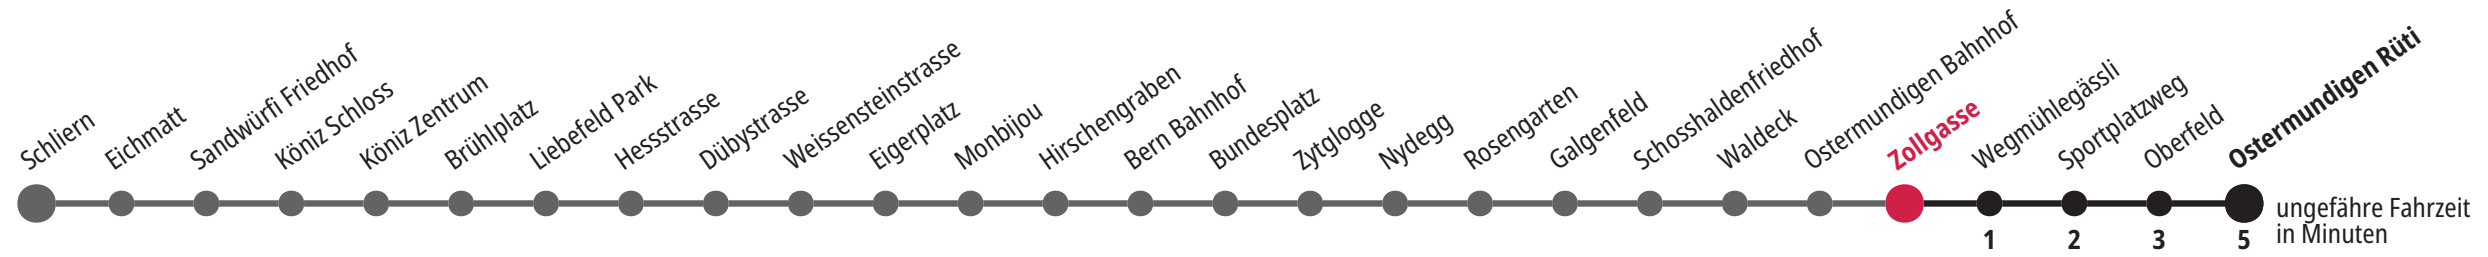 Schliern
Eichmatt
Sandwürfi Friedhof
Köniz Schloss
Köniz Zentrum
Brühlplatz
Liebefeld Park
Hessstrasse
Dübystrasse
Weissensteinstrasse
Eigerplatz
Monbijou
Hirschengraben
Bern Bahnhof
Bundesplatz
Zytglogge
Nydegg
Rosengarten
Galgenfeld
Schosshaldenfriedhof
Waldeck
Ostermundigen Bahnhof
Zollgasse
Wegmühlegässli
Sportplatzweg
Oberfeld
Ostermundigen Rüti
1 2 3 5
ungefähre Fahrzeit
in Minuten